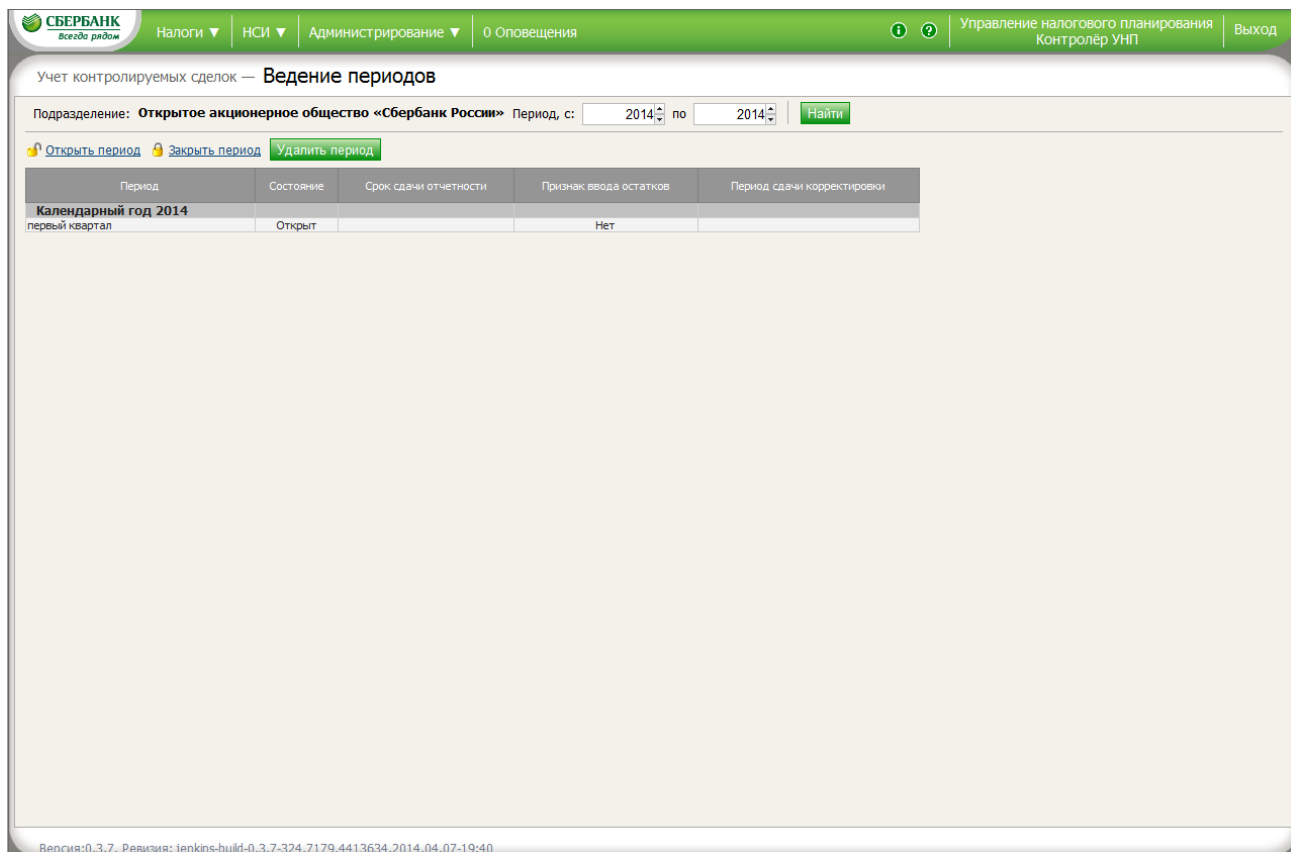 СБЕРБАНК
Всегда рядом
Налоги ▼ НСИ ▼ Администрирование ▼ 0 Оповещения
Управление налогового планирования
Контролёр УНП
Выход
Учет контролируемых сделок — Ведение периодов
Подразделение: Открытое акционерное общество «Сбербанк России» Период, с: 2014 по 2014 Найти
Открыть период Закрыть период Удалить период
Период Состояние Срок сдачи отчетности Признак ввода остатков Период сдачи корректировки
Календарный год 2014
первый квартал Открыт Нет
Версия:0.3.7, Ревизия: jenkins-build-0.3.7-324,7179,4413634,2014.04.07-19:40